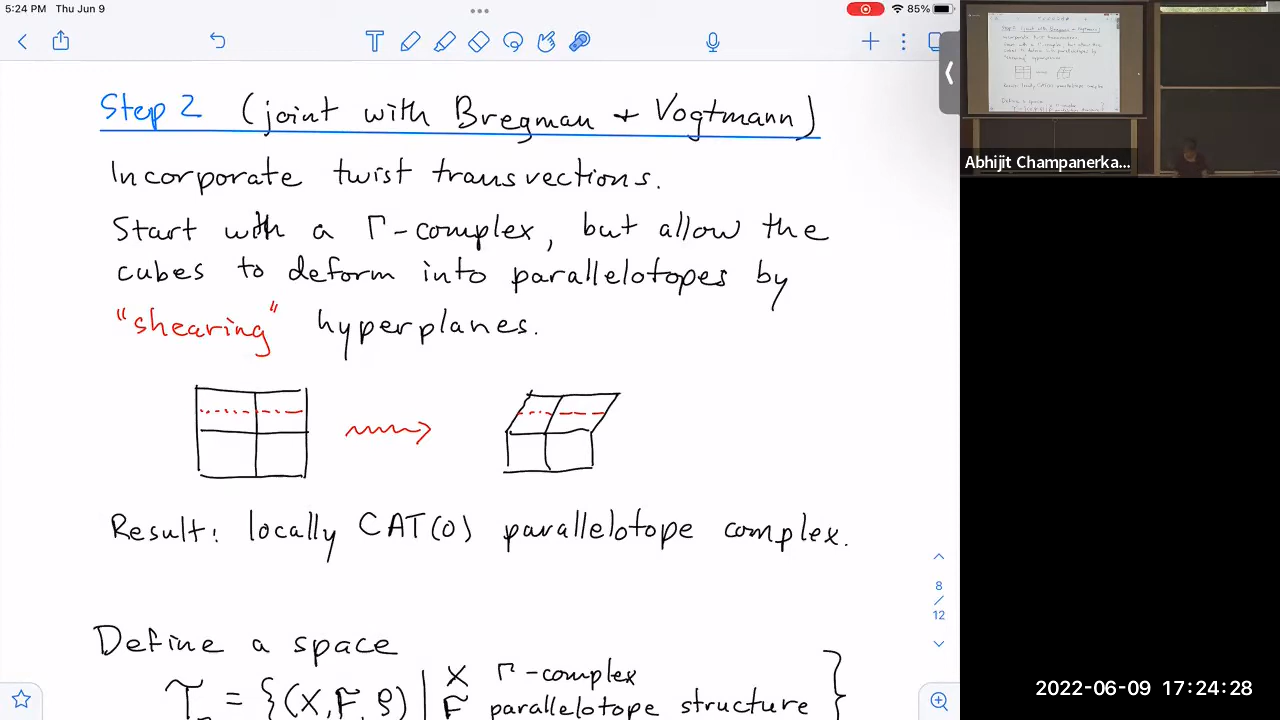 5:24 PM Thu Jun 9
85%
Step 2 (joint with Bregman + Vogtmann)
Incorporate twist transvections.
Start with a Γ-complex, but allow the
cubes to deform into parallelotopes by
"shearing" hyperplanes.
Result: locally CAT(0) parallelotope complex.
8
/
12
Define a space
X Γ-complex
= {(X, F, ρ) | F parallelotope structure }
Abhijit Champanerka...
2022-06-09 17:24:28